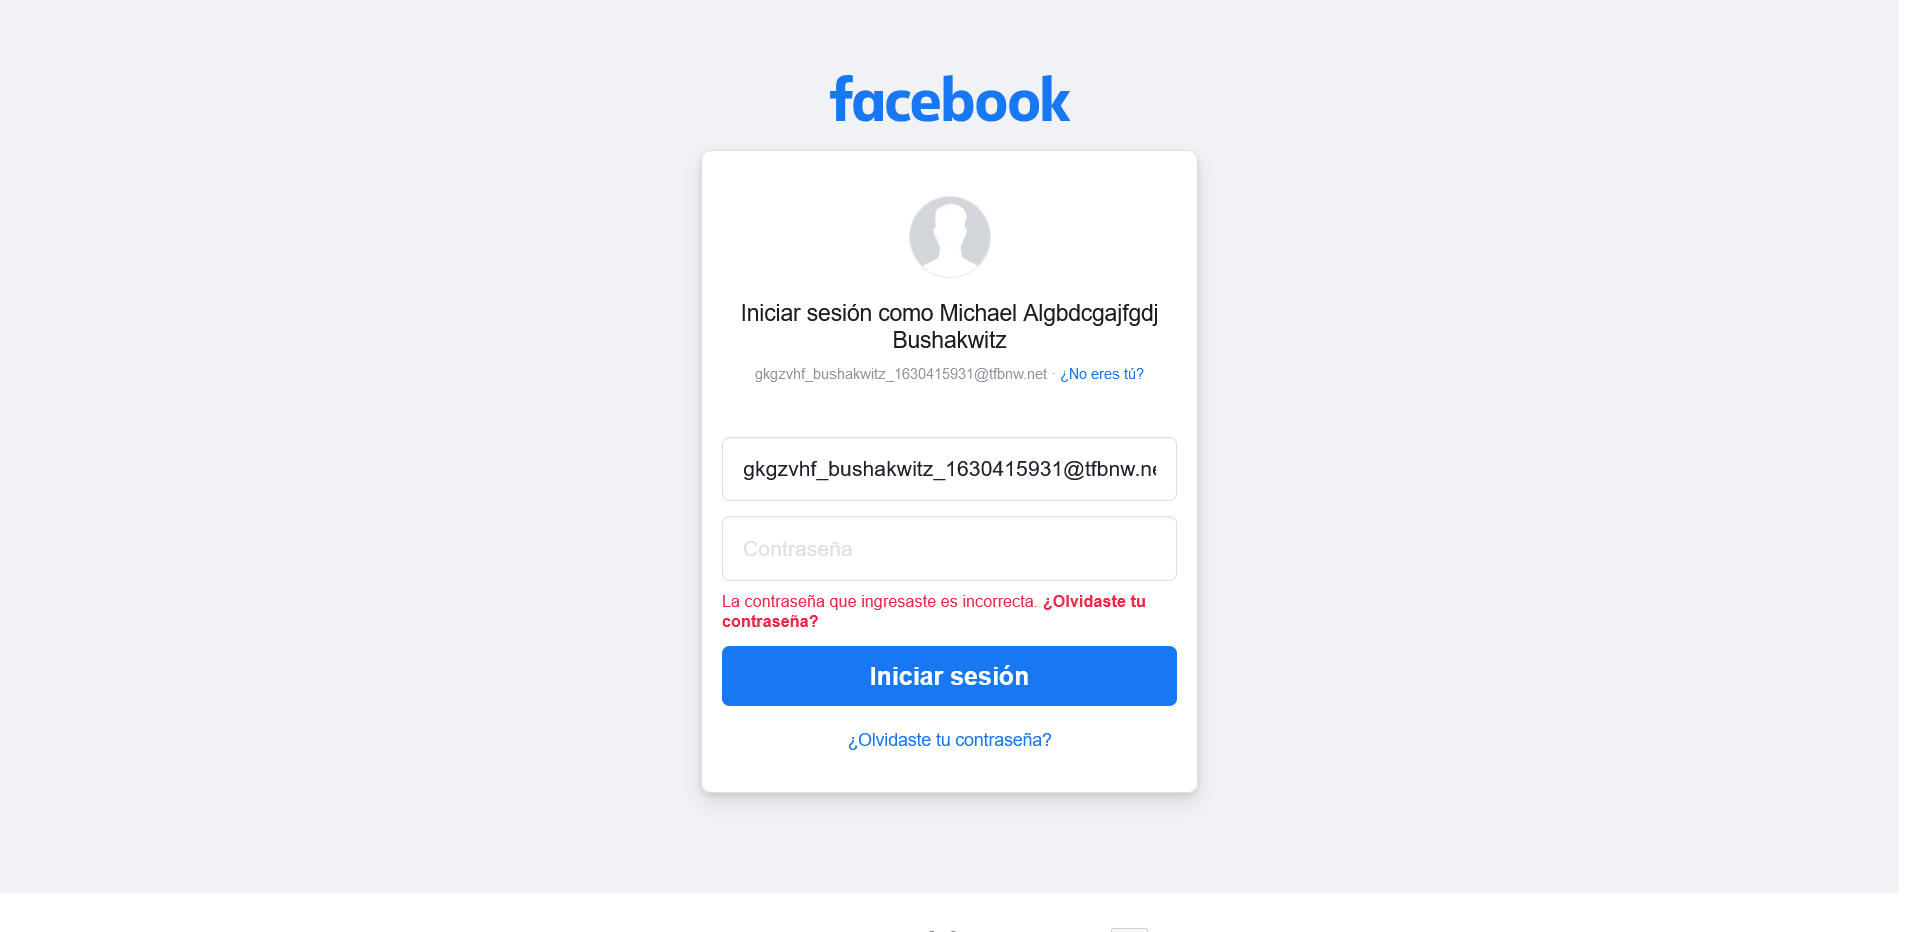 facebook
Iniciar sesión como Michael Algbdcgajfgdj
Bushakwitz
gkgzvhf_bushakwitz_1630415931@tfbnw.net · ¿No eres tú?
gkgzvhf_bushakwitz_1630415931@tfbnw.ne
Contraseña
La contraseña que ingresaste es incorrecta. ¿Olvidaste tu
contraseña?
Iniciar sesión
¿Olvidaste tu contraseña?